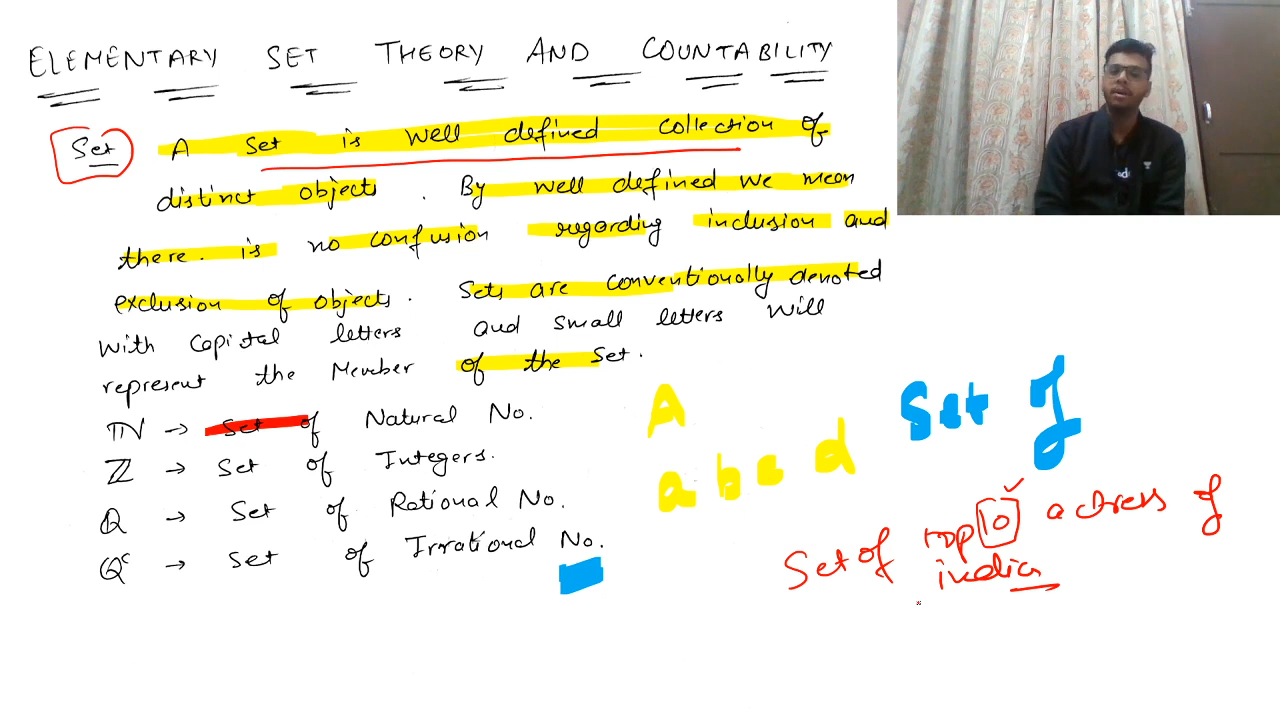 ELEMENTARY SET THEORY AND COUNTABILITY
Set A Set is well defined collection of
distinct objects. By well defined we mean
there. is no confusion regarding inclusion and
exclusion of objects. Sets are conventionally denoted
with capital letters and small letters will
represent the Member of the Set.
ℕ → Set of Natural No.
ℤ → Set of Integers.
Q → Set of Rational No.
Qᶜ → Set of Irrational No.
A
a b c d
Set of
Set of top 10 ✓ actress of
india